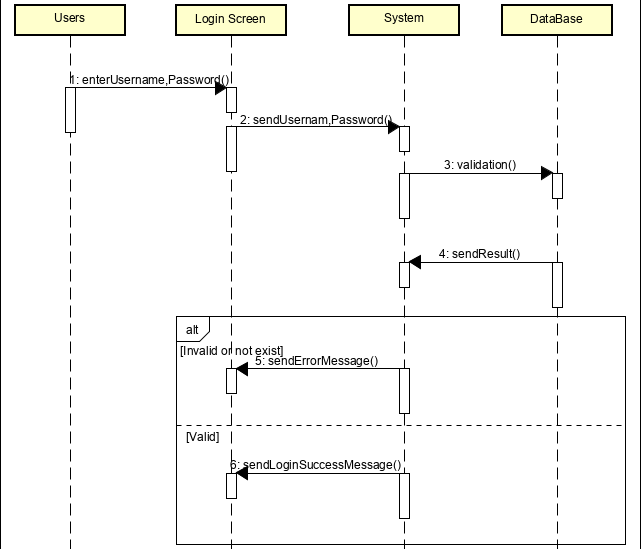 Users
Login Screen
System
DataBase
1: enterUsername,Password()
2: sendUsernam,Password()
3: validation()
4: sendResult()
alt
[Invalid or not exist]
5: sendErrorMessage()
[Valid]
6: sendLoginSuccessMessage()